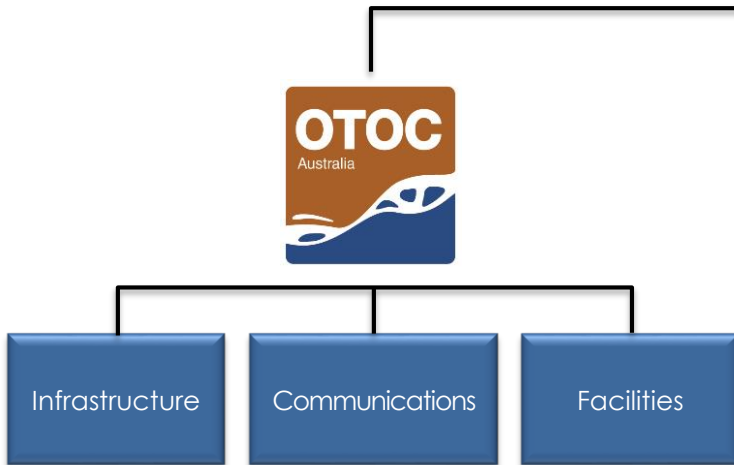 OTOC
Australia
Infrastructure
Communications
Facilities